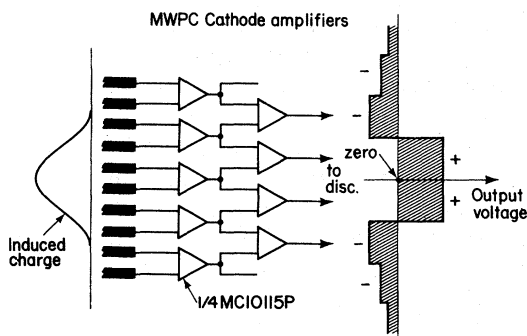 MWPC Cathode amplifiers
Induced
charge
1/4 MC10115P
to
disc.
zero
Output
voltage
−
−
+
+
−
−